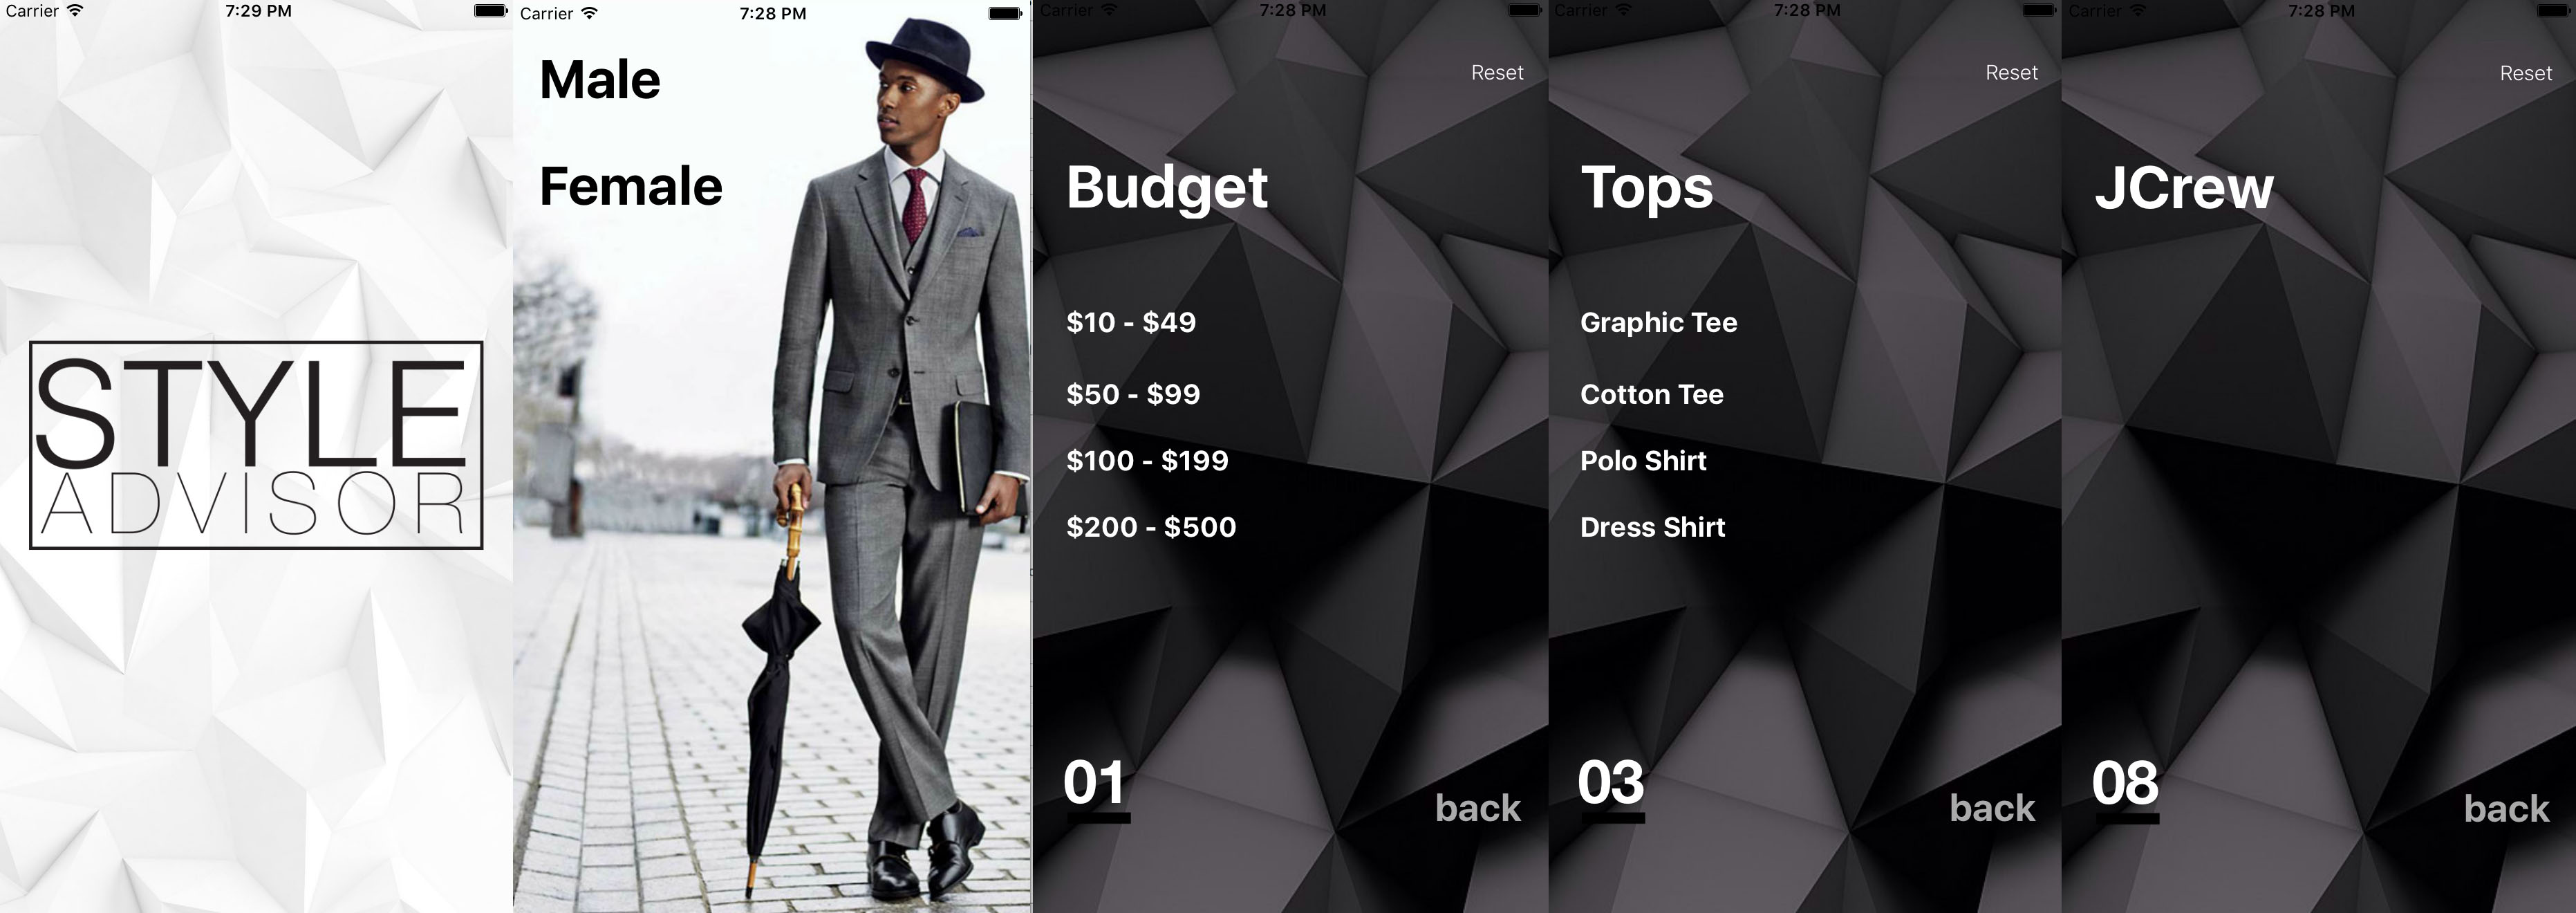 Carrier 7:29 PM
STYLE
ADVISOR
Carrier 7:28 PM
Male
Female
Carrier 7:28 PM
Reset
Budget
$10 - $49
$50 - $99
$100 - $199
$200 - $500
01
back
Carrier 7:28 PM
Reset
Tops
Graphic Tee
Cotton Tee
Polo Shirt
Dress Shirt
03
back
Carrier 7:28 PM
Reset
JCrew
08
back